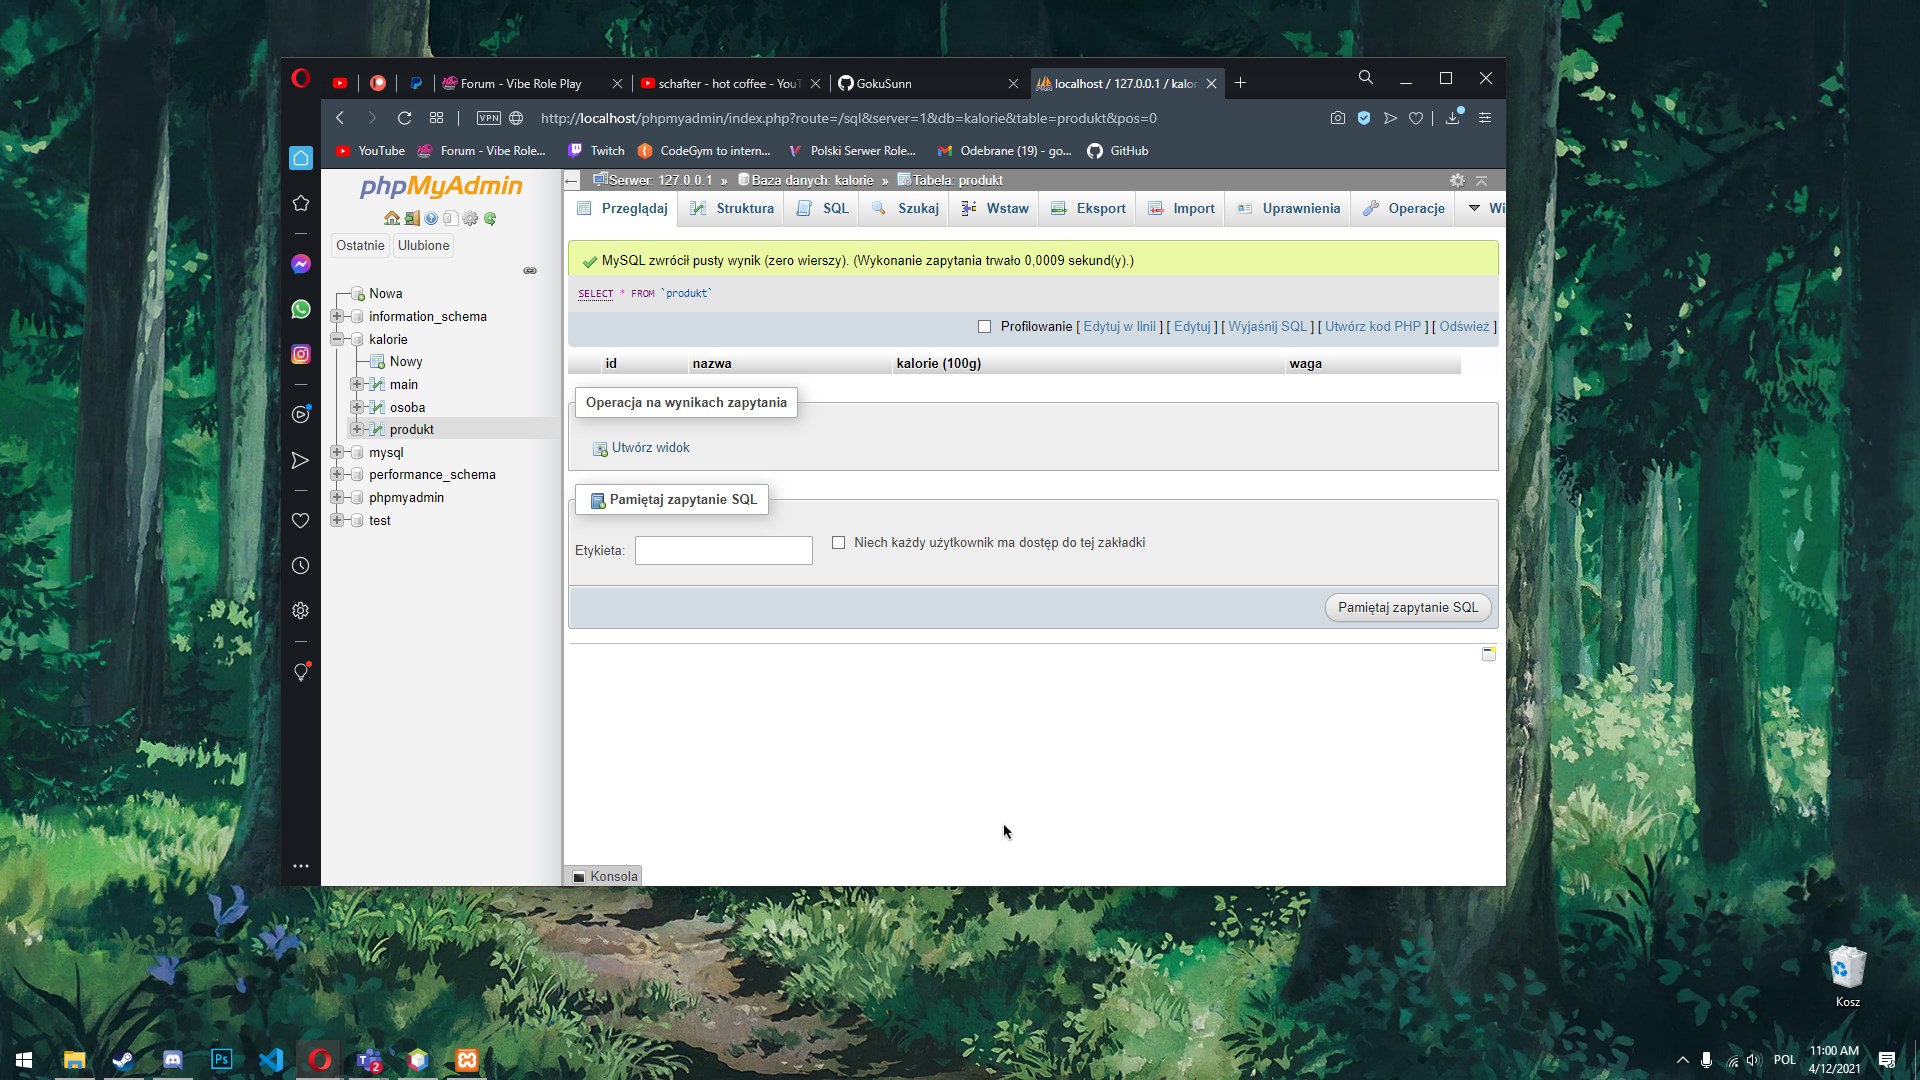 Forum - Vibe Role Play
schafter - hot coffee - YouT
GokuSunn
localhost / 127.0.0.1 / kalor
VPN
http://localhost/phpmyadmin/index.php?route=/sql&server=1&db=kalorie&table=produkt&pos=0
YouTube
Forum - Vibe Role...
Twitch
CodeGym to intern...
Polski Serwer Role...
Odebrane (19) - go...
GitHub
phpMyAdmin
Ostatnie
Ulubione
Nowa
information_schema
kalorie
Nowy
main
osoba
produkt
mysql
performance_schema
phpmyadmin
test
Serwer: 127.0.0.1 » Baza danych: kalorie » Tabela: produkt
Przeglądaj
Struktura
SQL
Szukaj
Wstaw
Eksport
Import
Uprawnienia
Operacje
Wi
MySQL zwrócił pusty wynik (zero wierszy). (Wykonanie zapytania trwało 0,0009 sekund(y).)
SELECT * FROM `produkt`
Profilowanie [ Edytuj w linii ] [ Edytuj ] [ Wyjaśnij SQL ] [ Utwórz kod PHP ] [ Odśwież ]
id nazwa kalorie (100g) waga
Operacja na wynikach zapytania
Utwórz widok
Pamiętaj zapytanie SQL
Etykieta:
Niech każdy użytkownik ma dostęp do tej zakładki
Pamiętaj zapytanie SQL
Konsola
Kosz
Ps
T
2
POL
11:00 AM
4/12/2021